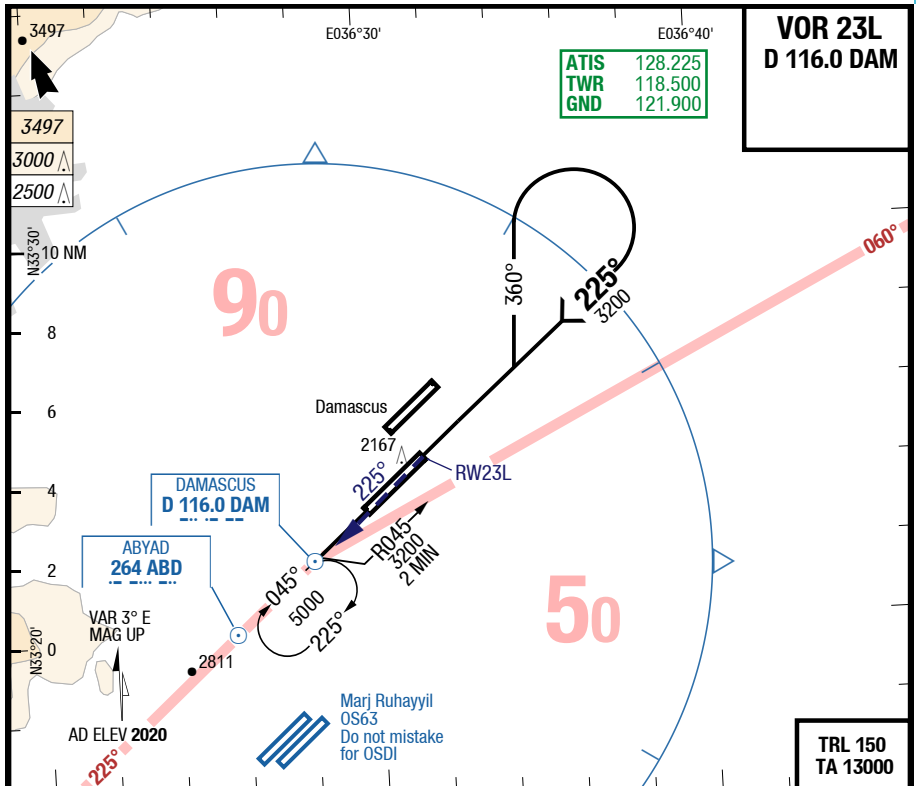 3497
E036°30'
E036°40'
VOR 23L
D 116.0 DAM
ATIS 128.225
TWR 118.500
GND 121.900
3497
3000
2500
N33°30'
10 NM
060°
90
360°
225°
3200
8
6
Damascus
2167
225°
RW23L
4
DAMASCUS
D 116.0 DAM
R045
3200
2 MIN
ABYAD
264 ABD
2
045°
5000
225°
50
VAR 3° E
MAG UP
N33°20'
0
2811
Marj Ruhayyil
OS63
Do not mistake
for OSDI
AD ELEV 2020
225°
TRL 150
TA 13000